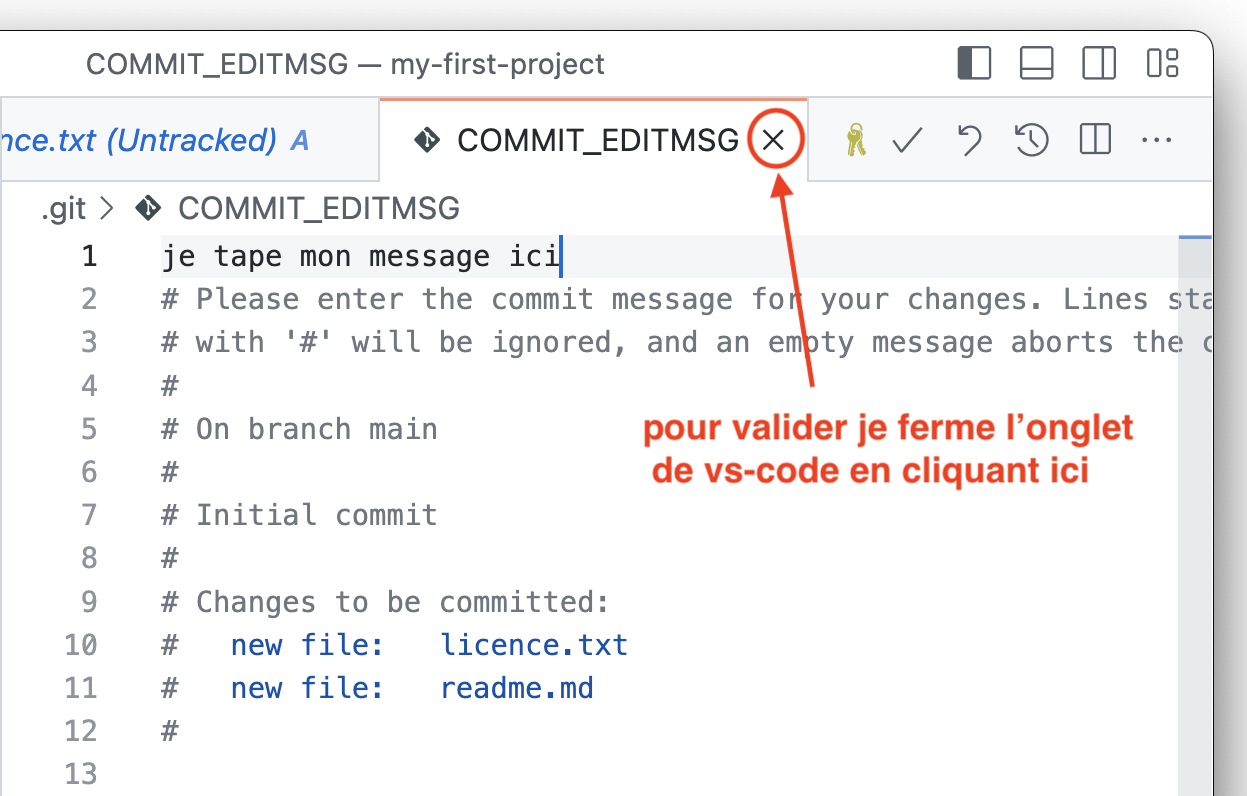 COMMIT_EDITMSG — my-first-project
nce.txt (Untracked) A
COMMIT_EDITMSG
.git > COMMIT_EDITMSG
1 je tape mon message ici
2 # Please enter the commit message for your changes. Lines sta
3 # with '#' will be ignored, and an empty message aborts the c
4 #
5 # On branch main
pour valider je ferme l’onglet
de vs-code en cliquant ici
6 #
7 # Initial commit
8 #
9 # Changes to be committed:
10 # new file: licence.txt
11 # new file: readme.md
12 #
13